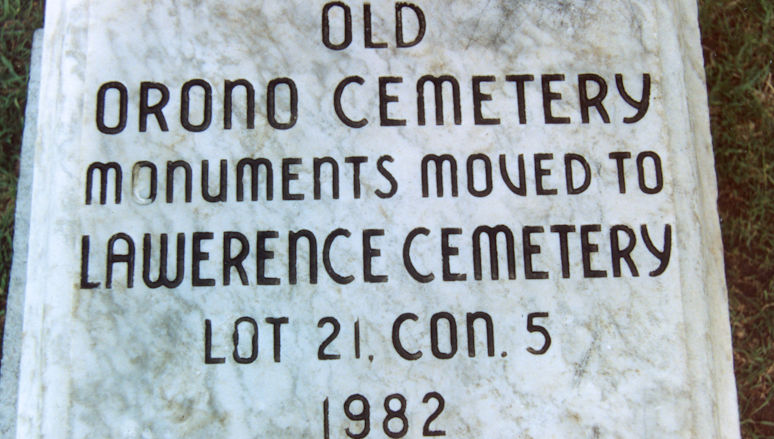 OLD
ORONO CEMETERY
MONUMENTS MOVED TO
LAWERENCE CEMETERY
LOT 21. CON. 5
1982